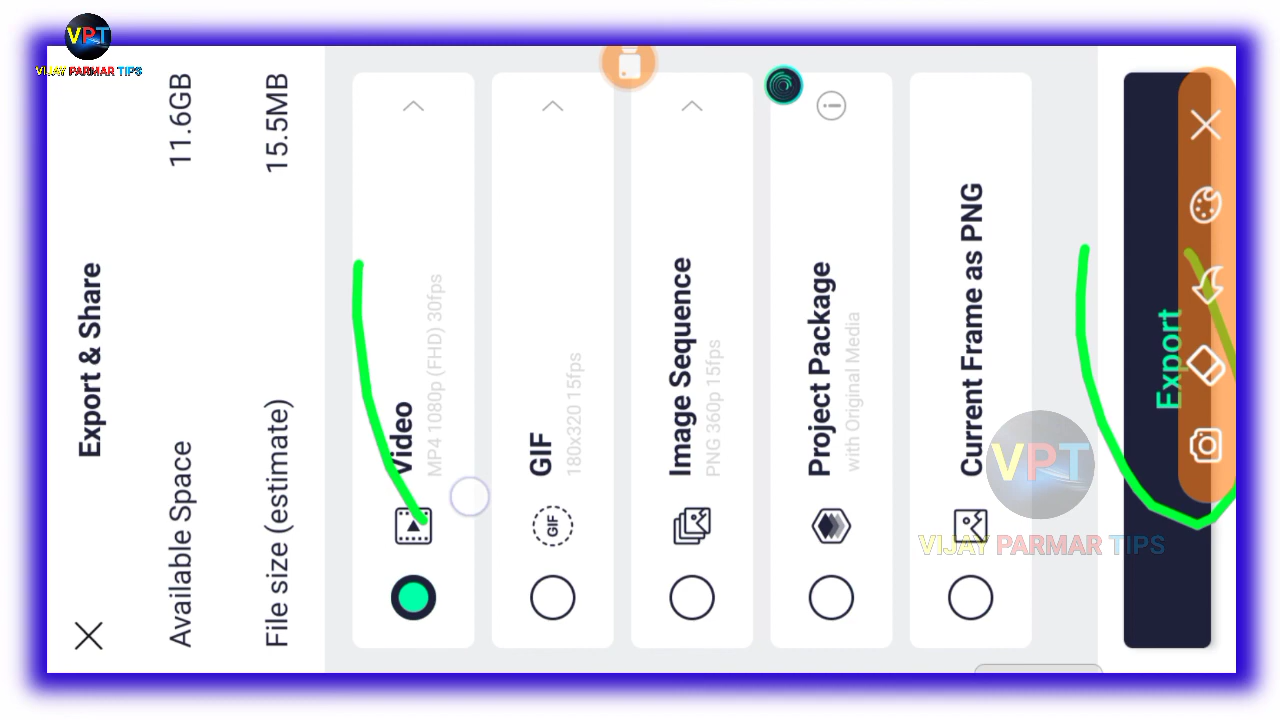 VPT
VIJAY PARMAR TIPS
Export & Share
Available Space 11.6GB
File size (estimate) 15.5MB
Video
MP4 1080p (FHD) 30fps
GIF
GIF
180x320 15fps
Image Sequence
PNG 360p 15fps
Project Package
with Original Media
Current Frame as PNG
Export
VPT
VIJAY PARMAR TIPS